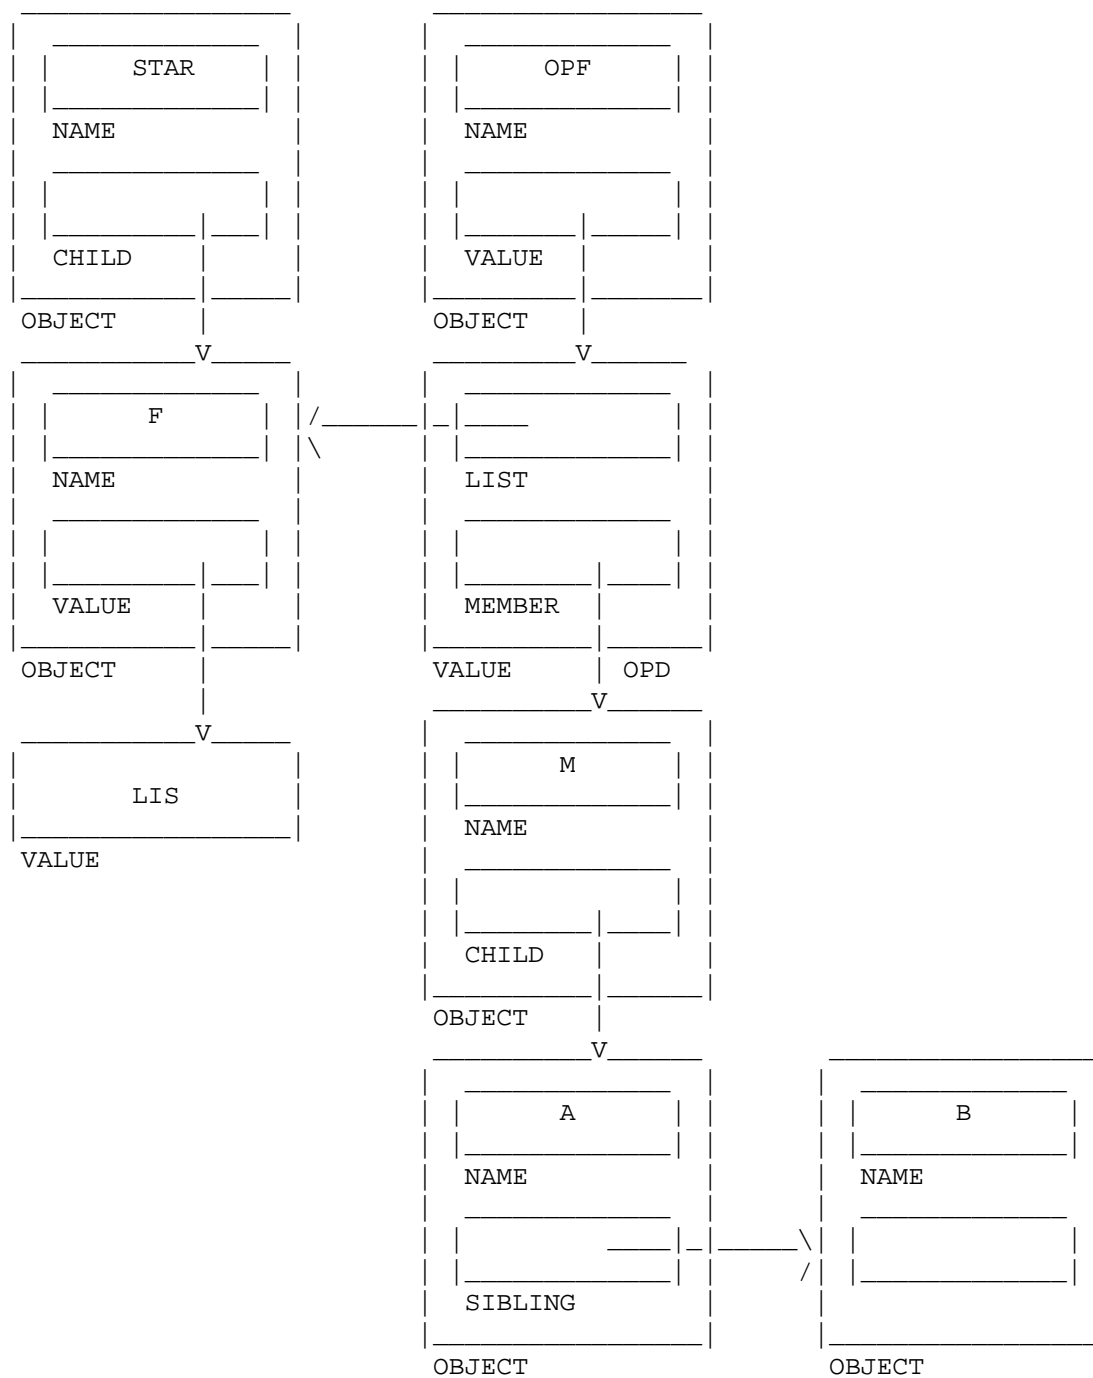 STAR OPF
NAME NAME
CHILD VALUE
OBJECT OBJECT
F
NAME LIST
VALUE MEMBER
OBJECT VALUE OPD
LIS M
NAME
VALUE
CHILD
OBJECT
A B
NAME NAME
SIBLING
OBJECT OBJECT